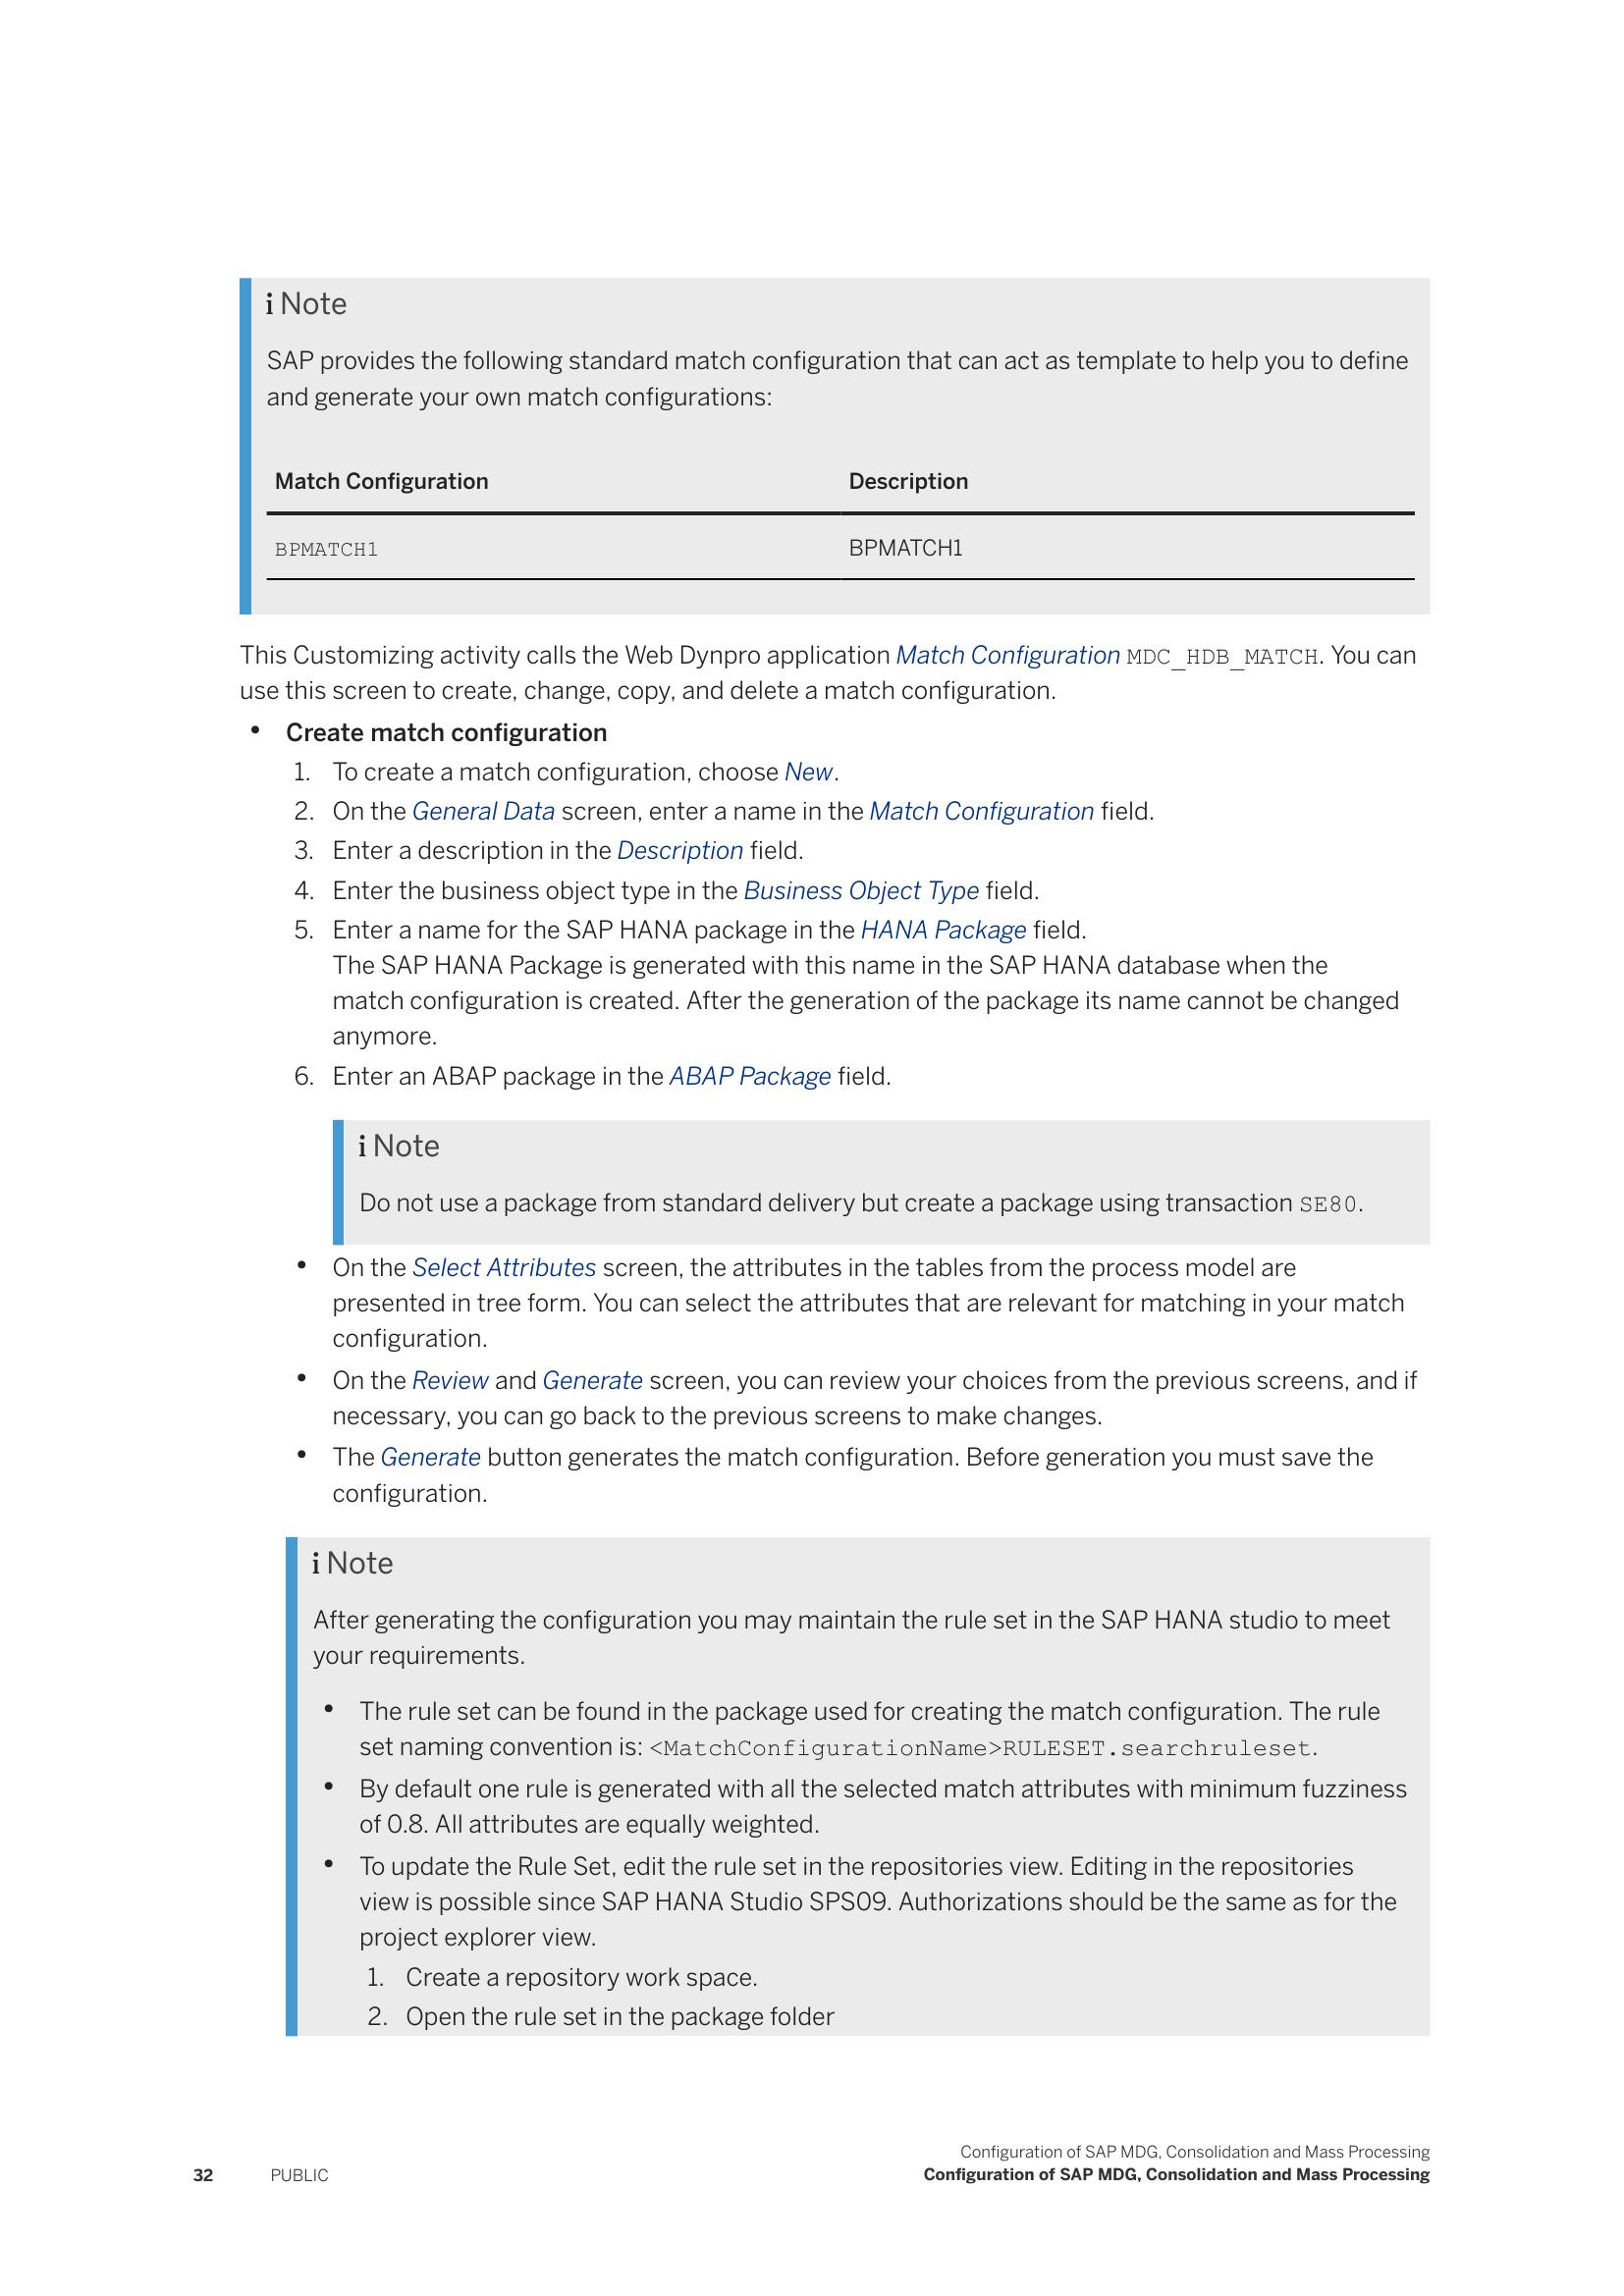 i Note
SAP provides the following standard match configuration that can act as template to help you to define
and generate your own match configurations:
Match Configuration Description
BPMATCH1 BPMATCH1
This Customizing activity calls the Web Dynpro application Match Configuration MDC_HDB_MATCH. You can
use this screen to create, change, copy, and delete a match configuration.
• Create match configuration
1. To create a match configuration, choose New.
2. On the General Data screen, enter a name in the Match Configuration field.
3. Enter a description in the Description field.
4. Enter the business object type in the Business Object Type field.
5. Enter a name for the SAP HANA package in the HANA Package field.
The SAP HANA Package is generated with this name in the SAP HANA database when the
match configuration is created. After the generation of the package its name cannot be changed
anymore.
6. Enter an ABAP package in the ABAP Package field.
i Note
Do not use a package from standard delivery but create a package using transaction SE80.
• On the Select Attributes screen, the attributes in the tables from the process model are
presented in tree form. You can select the attributes that are relevant for matching in your match
configuration.
• On the Review and Generate screen, you can review your choices from the previous screens, and if
necessary, you can go back to the previous screens to make changes.
• The Generate button generates the match configuration. Before generation you must save the
configuration.
i Note
After generating the configuration you may maintain the rule set in the SAP HANA studio to meet
your requirements.
• The rule set can be found in the package used for creating the match configuration. The rule
set naming convention is: <MatchConfigurationName>RULESET.searchruleset.
• By default one rule is generated with all the selected match attributes with minimum fuzziness
of 0.8. All attributes are equally weighted.
• To update the Rule Set, edit the rule set in the repositories view. Editing in the repositories
view is possible since SAP HANA Studio SPS09. Authorizations should be the same as for the
project explorer view.
1. Create a repository work space.
2. Open the rule set in the package folder
Configuration of SAP MDG, Consolidation and Mass Processing
32 PUBLIC Configuration of SAP MDG, Consolidation and Mass Processing